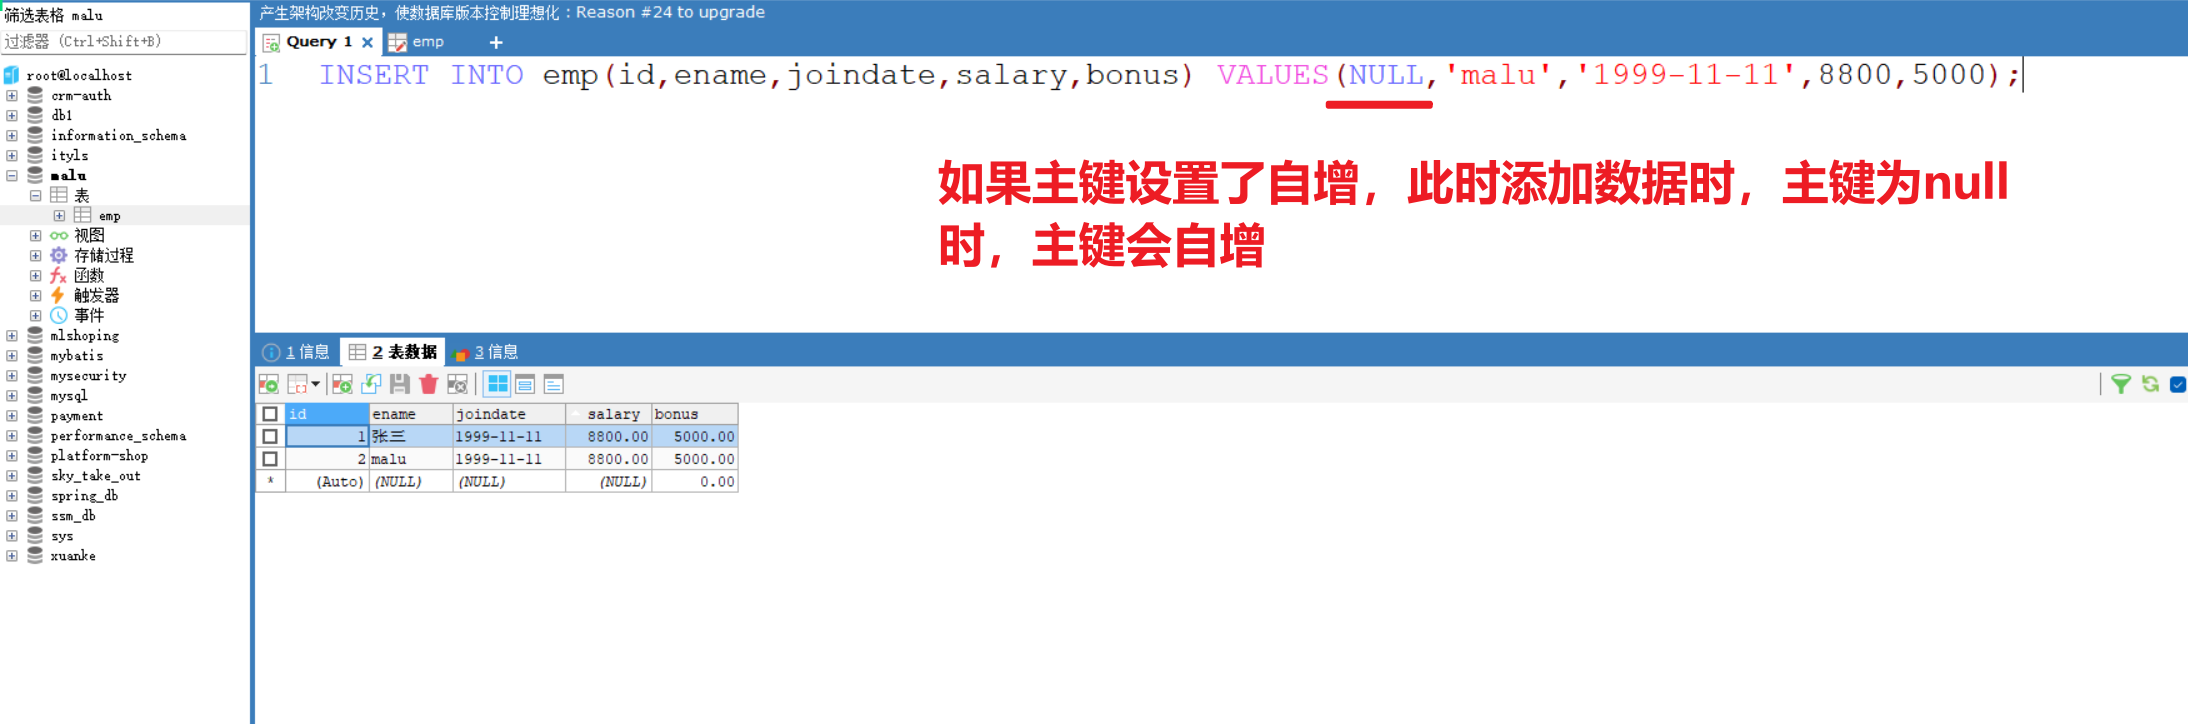 筛选表格 malu
过滤器 (Ctrl+Shift+B)
root@localhost
crm-auth
db1
information_schema
ityls
malu
表
emp
视图
存储过程
函数
触发器
事件
mlshoping
mybatis
mysecurity
mysql
payment
performance_schema
platform-shop
sky_take_out
spring_db
ssm_db
sys
xuanke
产生架构改变历史，使数据库版本控制理想化：Reason #24 to upgrade
Query 1 emp
1 INSERT INTO emp(id,ename,joindate,salary,bonus) VALUES(NULL,'malu','1999-11-11',8800,5000);
如果主键设置了自增，此时添加数据时，主键为null
时，主键会自增
1 信息 2 表数据 3 信息
id ename joindate salary bonus
1 张三 1999-11-11 8800.00 5000.00
2 malu 1999-11-11 8800.00 5000.00
* (Auto) (NULL) (NULL) (NULL) 0.00